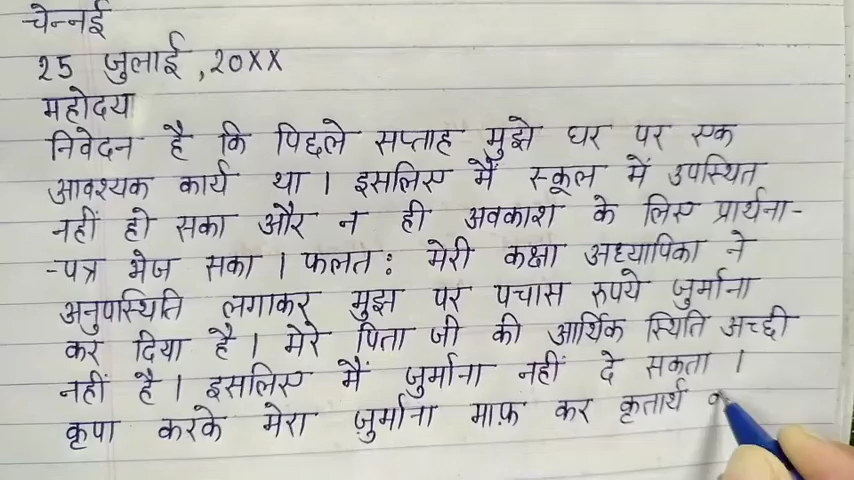 चेन्नई
25 जुलाई ,20XX
महोदया
निवेदन है कि पिछले सप्ताह मुझे घर पर एक
आवश्यक कार्य था । इसलिए मैं स्कूल में उपस्थित
नहीं हो सका और न ही अवकाश के लिए प्रार्थना-
-पत्र भेज सका । फलत: मेरी कक्षा अध्यापिका ने
अनुपस्थिति लगाकर मुझ पर पचास रुपये जुर्माना
कर दिया है । मेरे पिता जी की आर्थिक स्थिति अच्छी
नहीं है । इसलिए मैं जुर्माना नहीं दे सकता ।
कृपा करके मेरा जु़र्माना माफ़ कर कृतार्थ